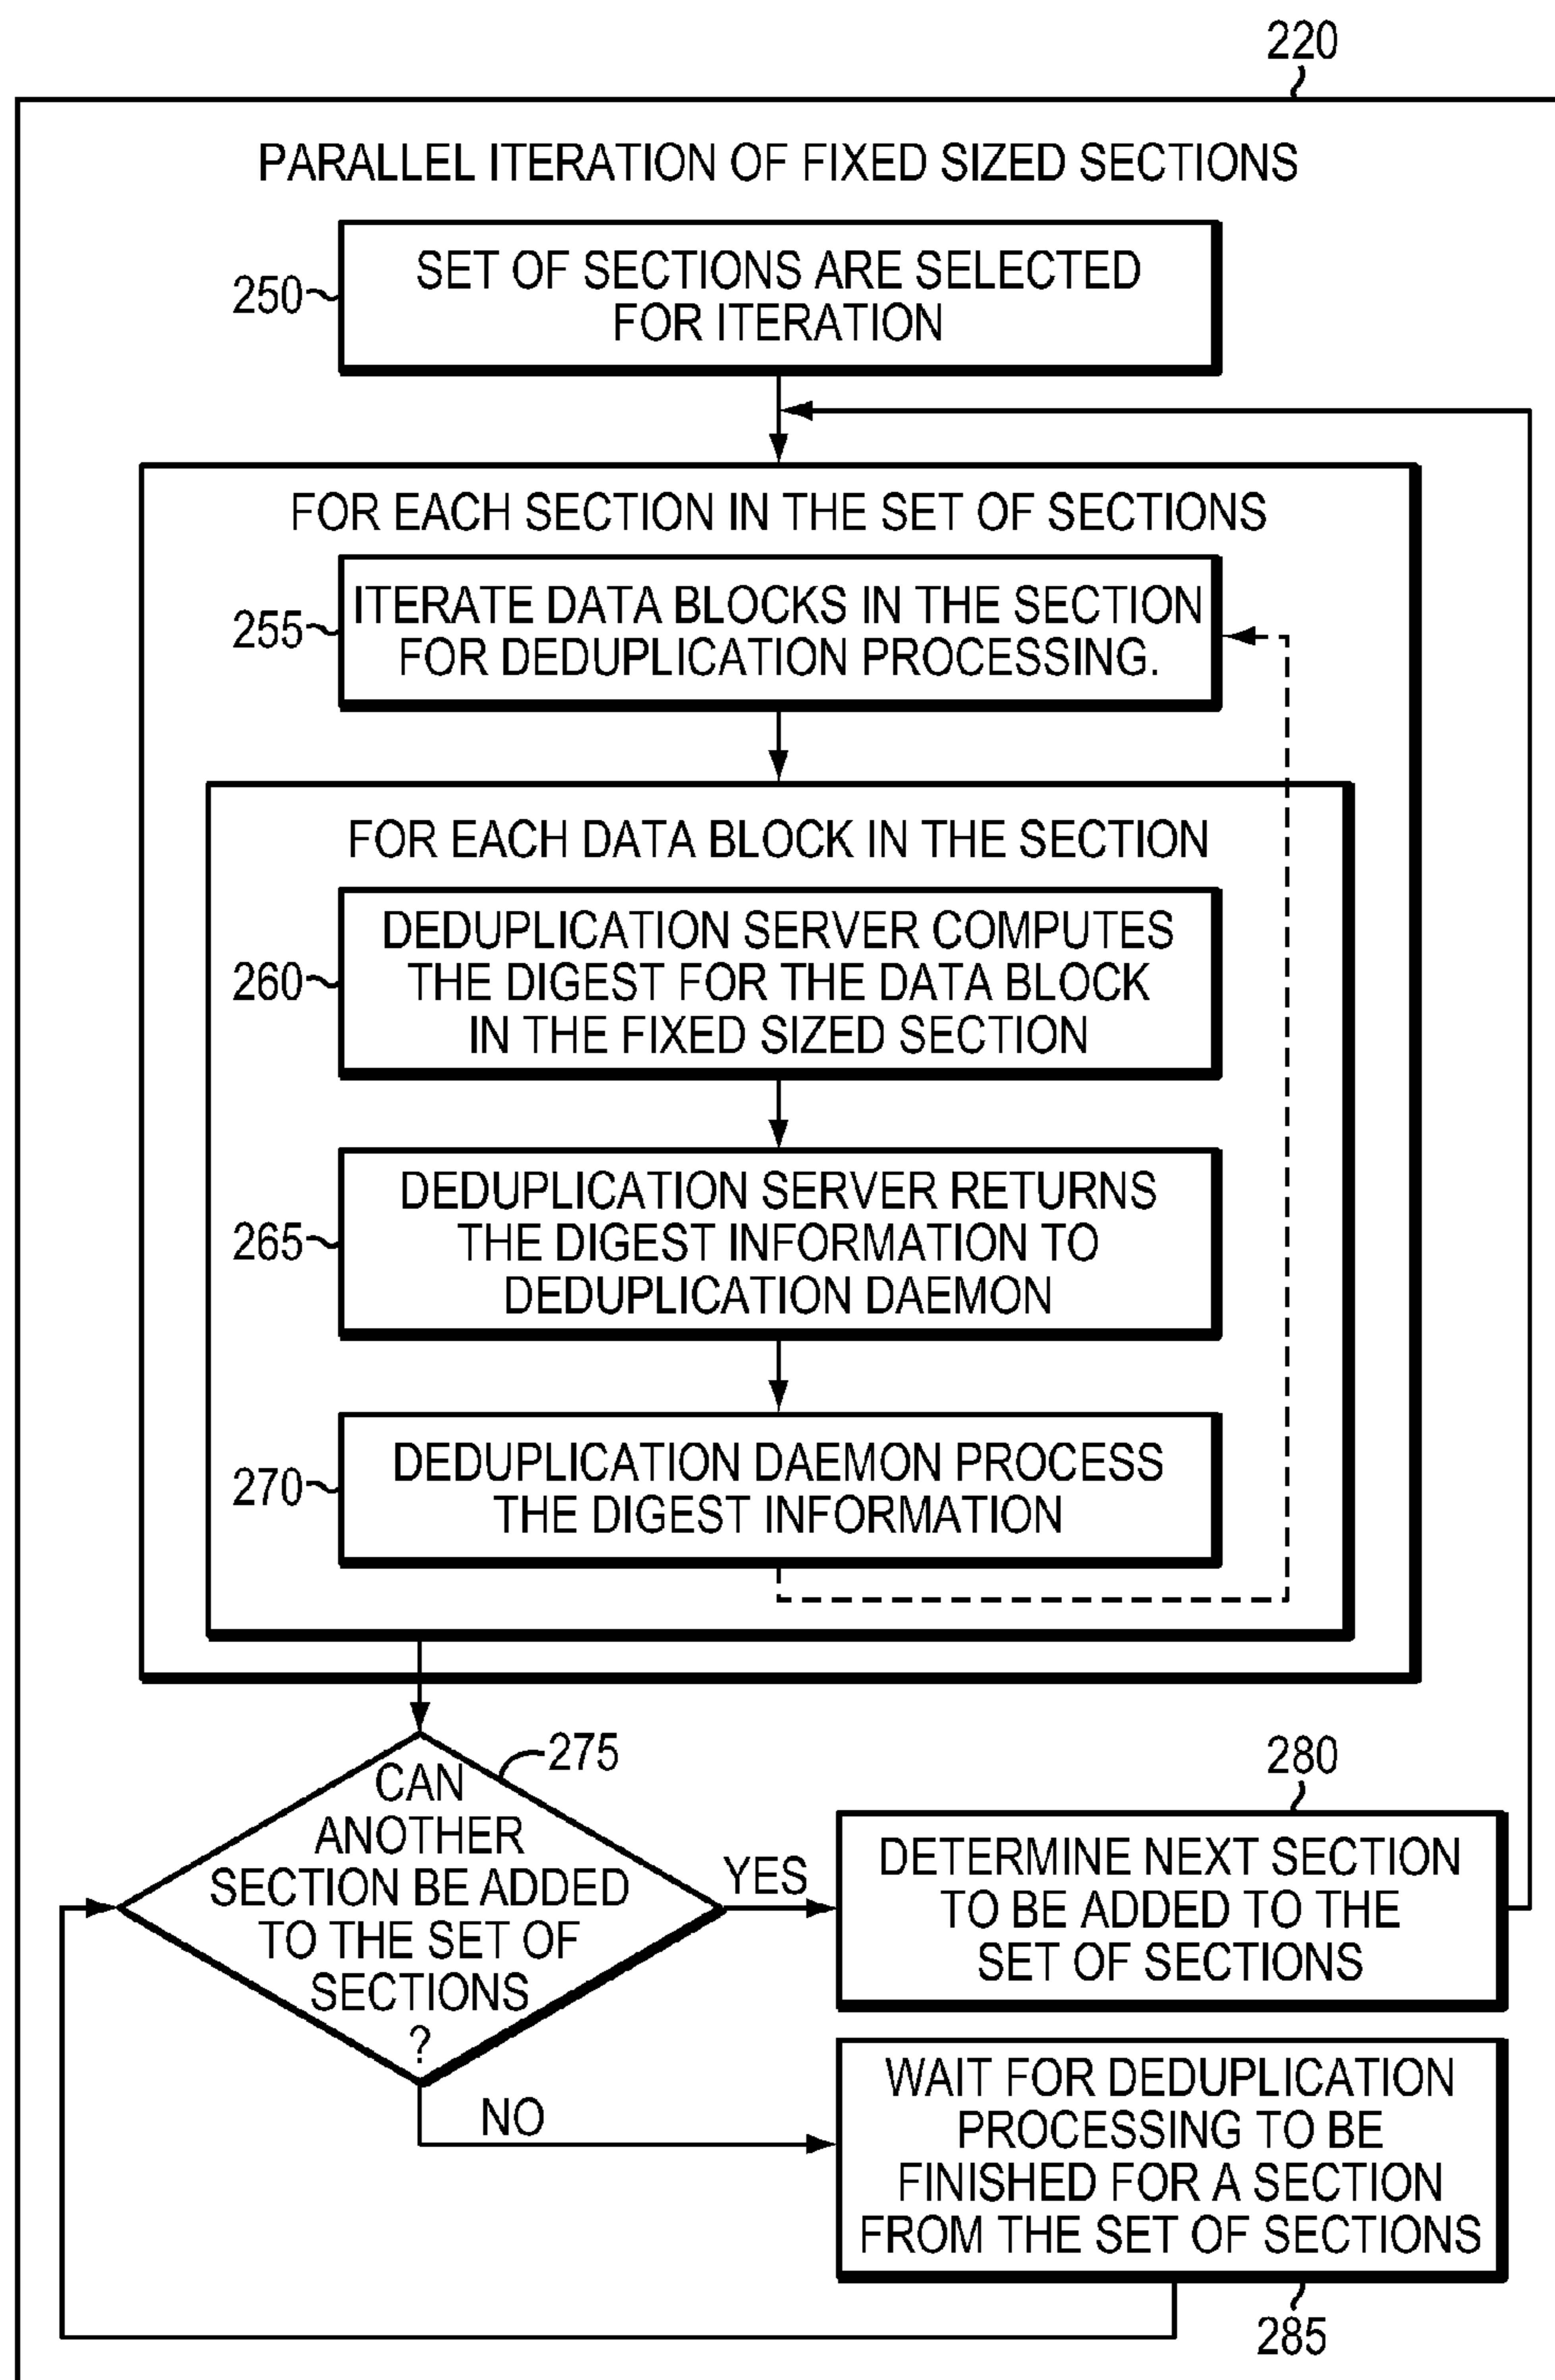 220
PARALLEL ITERATION OF FIXED SIZED SECTIONS
250
SET OF SECTIONS ARE SELECTED
FOR ITERATION
FOR EACH SECTION IN THE SET OF SECTIONS
255
ITERATE DATA BLOCKS IN THE SECTION
FOR DEDUPLICATION PROCESSING.
FOR EACH DATA BLOCK IN THE SECTION
260
DEDUPLICATION SERVER COMPUTES
THE DIGEST FOR THE DATA BLOCK
IN THE FIXED SIZED SECTION
265
DEDUPLICATION SERVER RETURNS
THE DIGEST INFORMATION TO
DEDUPLICATION DAEMON
270
DEDUPLICATION DAEMON PROCESS
THE DIGEST INFORMATION
275
CAN
ANOTHER
SECTION BE ADDED
TO THE SET OF
SECTIONS
?
YES
280
DETERMINE NEXT SECTION
TO BE ADDED TO THE
SET OF SECTIONS
NO
WAIT FOR DEDUPLICATION
PROCESSING TO BE
FINISHED FOR A SECTION
FROM THE SET OF SECTIONS
285